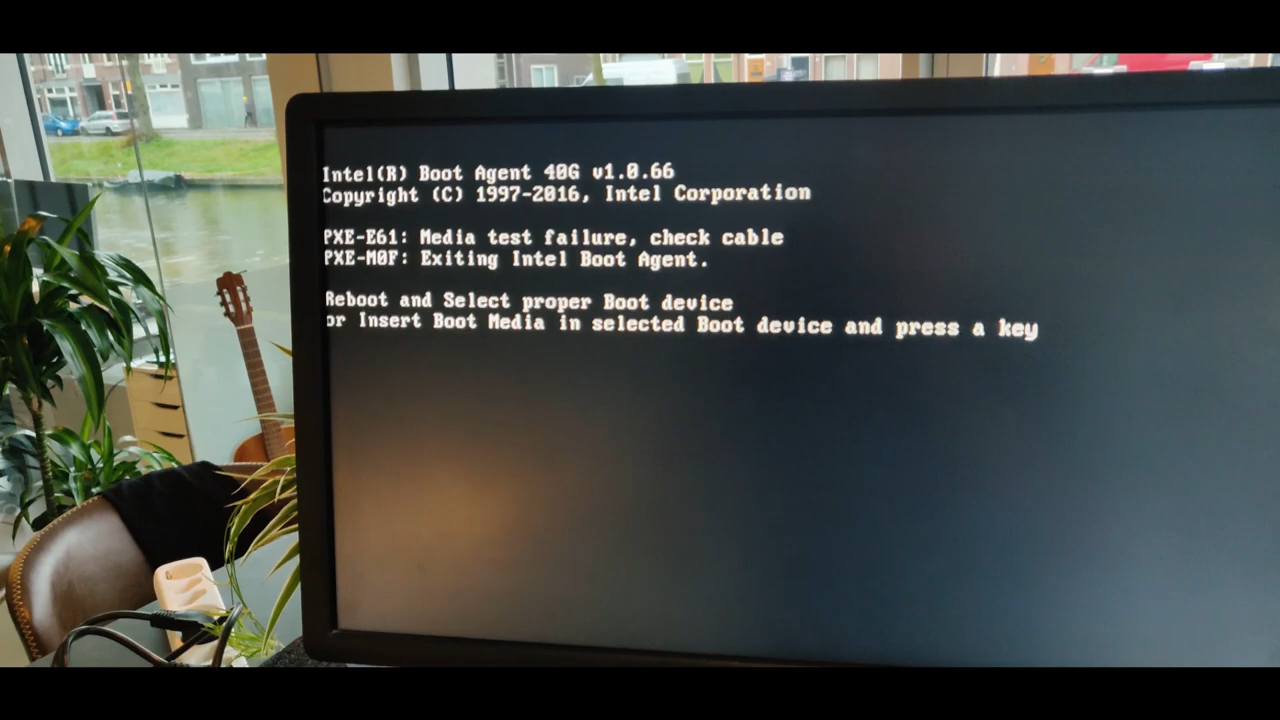 Intel(R) Boot Agent 40G v1.0.66
Copyright (C) 1997-2016, Intel Corporation
PXE-E61: Media test failure, check cable
PXE-M0F: Exiting Intel Boot Agent.
Reboot and Select proper Boot device
or Insert Boot Media in selected Boot device and press a key